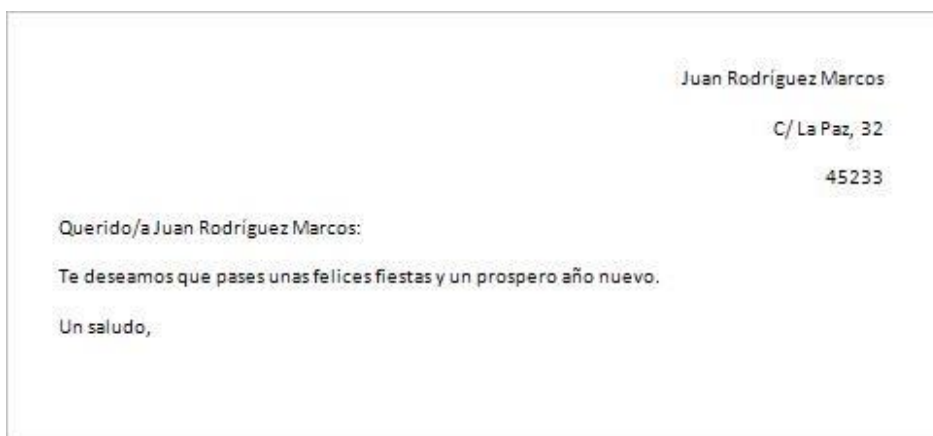 Juan Rodríguez Marcos
C/ La Paz, 32
45233
Querido/a Juan Rodríguez Marcos:
Te deseamos que pases unas felices fiestas y un prospero año nuevo.
Un saludo,